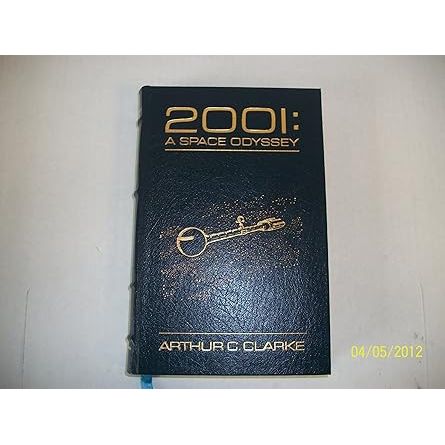 2001:
A SPACE ODYSSEY
ARTHUR C. CLARKE
04/05/2012